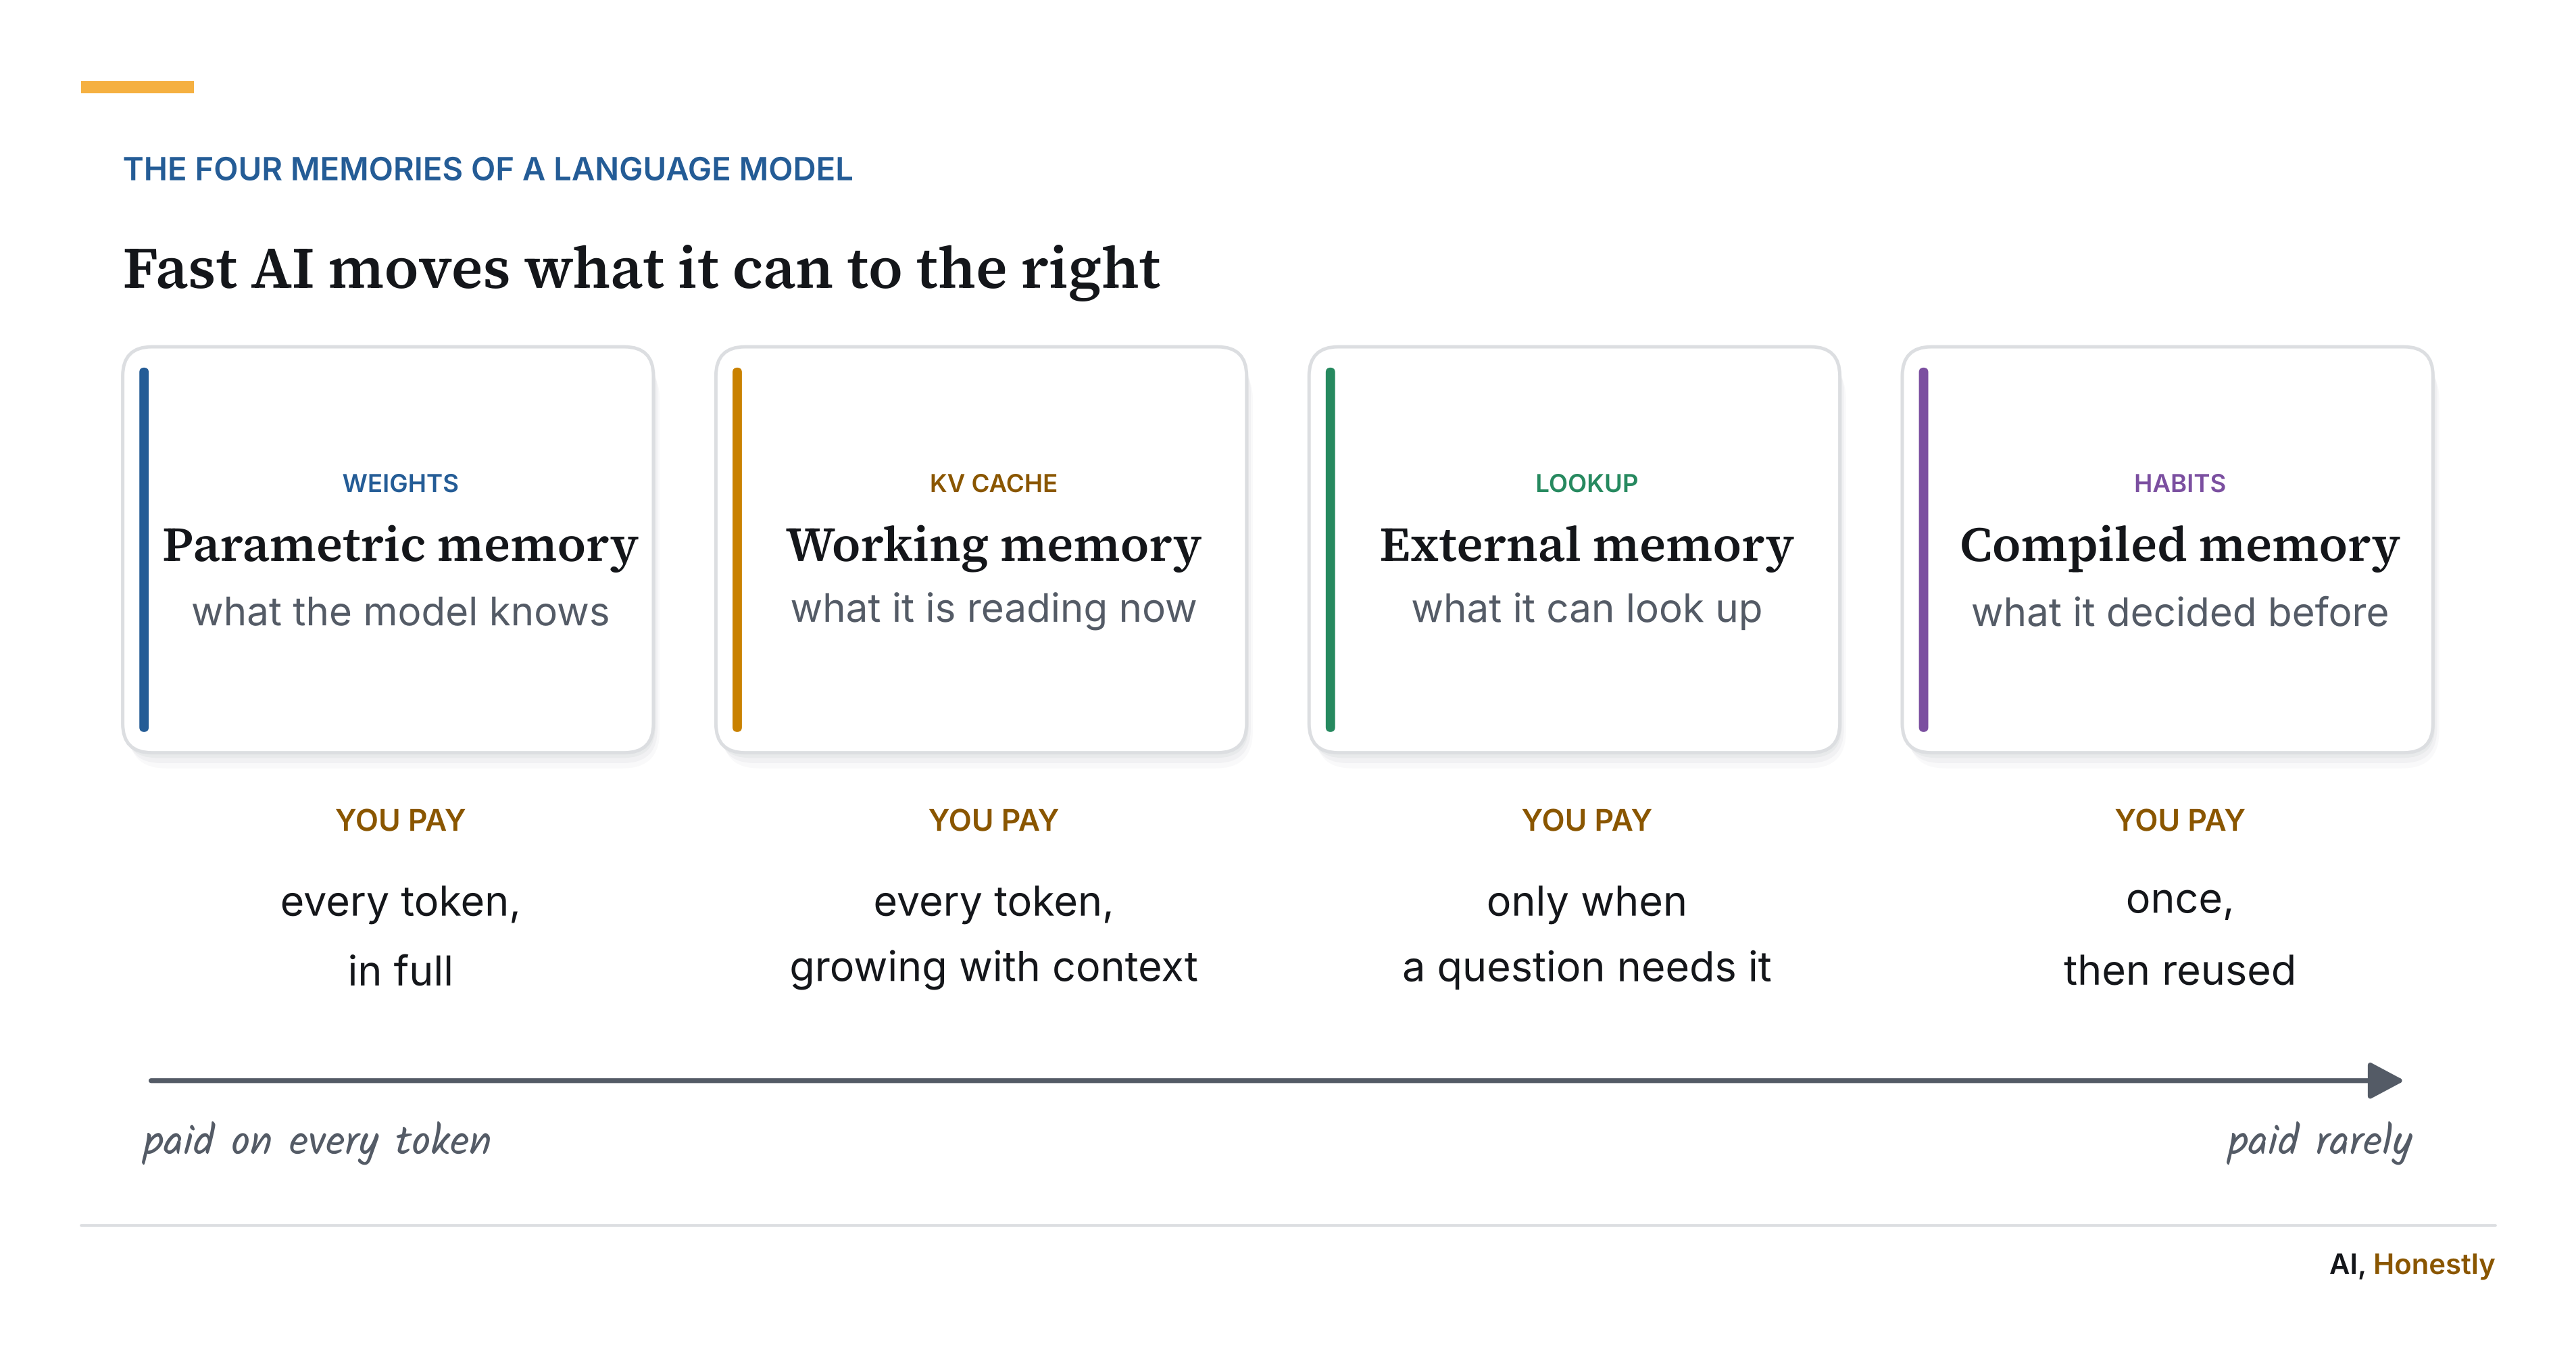 THE FOUR MEMORIES OF A LANGUAGE MODEL
Fast AI moves what it can to the right
WEIGHTS
Parametric memory
what the model knows
KV CACHE
Working memory
what it is reading now
LOOKUP
External memory
what it can look up
HABITS
Compiled memory
what it decided before
YOU PAY
every token,
in full
YOU PAY
every token,
growing with context
YOU PAY
only when
a question needs it
YOU PAY
once,
then reused
paid on every token
paid rarely
AI, Honestly